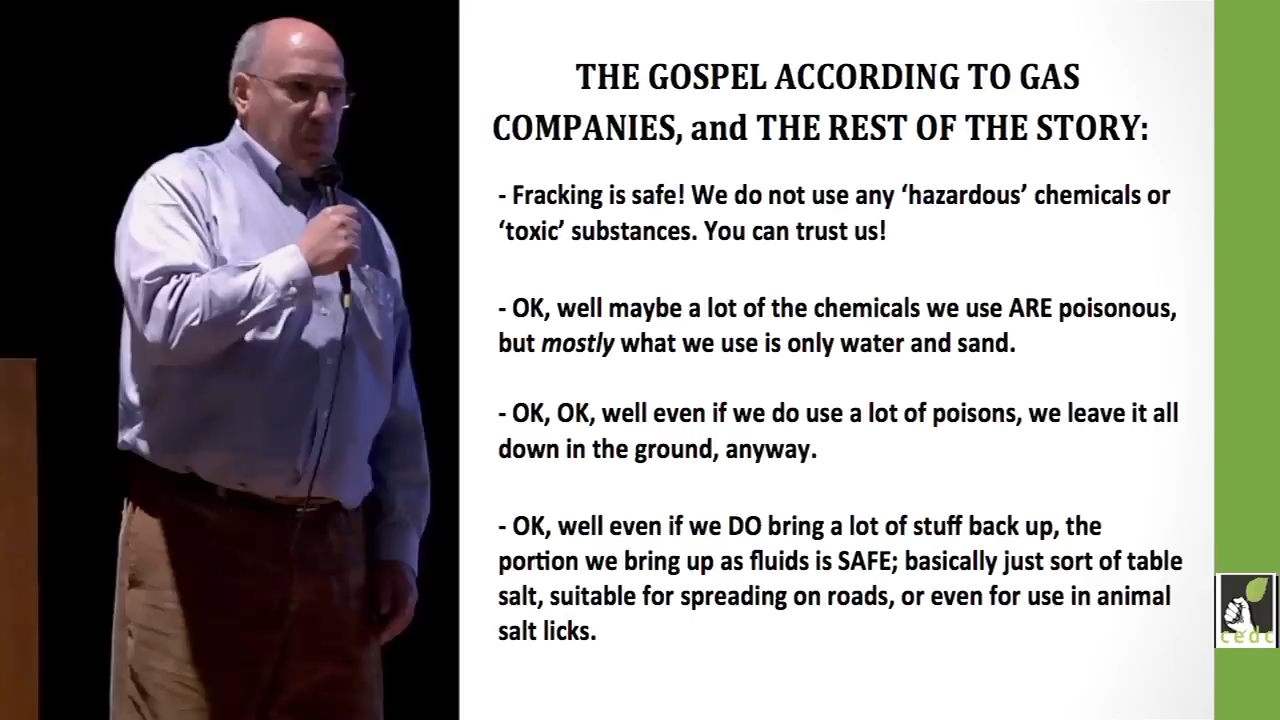 THE GOSPEL ACCORDING TO GAS
COMPANIES, and THE REST OF THE STORY:
- Fracking is safe! We do not use any ‘hazardous’ chemicals or
‘toxic’ substances. You can trust us!
- OK, well maybe a lot of the chemicals we use ARE poisonous,
but mostly what we use is only water and sand.
- OK, OK, well even if we do use a lot of poisons, we leave it all
down in the ground, anyway.
- OK, well even if we DO bring a lot of stuff back up, the
portion we bring up as fluids is SAFE; basically just sort of table
salt, suitable for spreading on roads, or even for use in animal
salt licks.
cedc